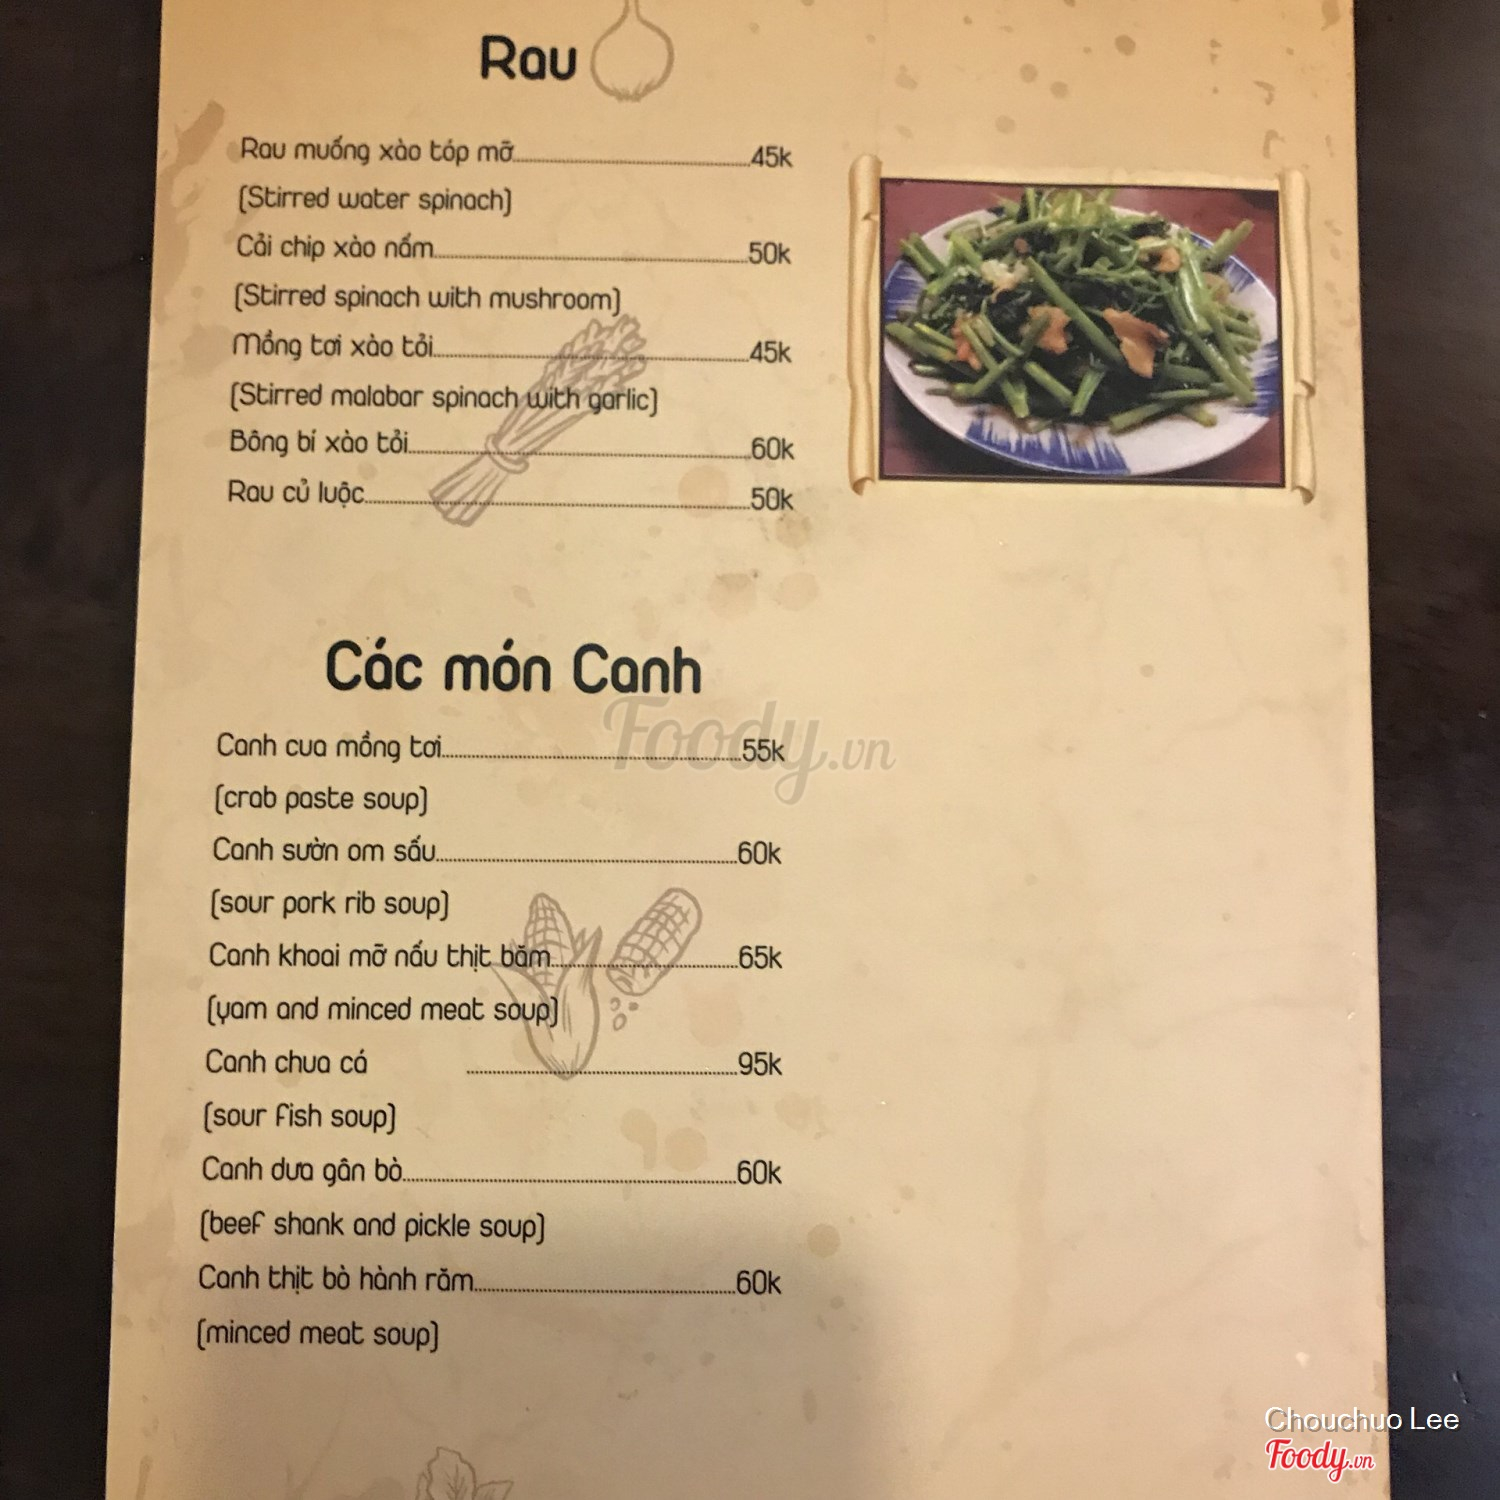 Rau
Rau muống xào tóp mỡ..........45k
(Stirred water spinach)
Cải chip xào nấm..........50k
(Stirred spinach with mushroom)
Mồng tơi xào tỏi..........45k
(Stirred malabar spinach with garlic)
Bông bí xào tỏi..........60k
Rau củ luộc..........50k
Các món Canh
Foody.vn
Canh cua mồng tơi..........55k
(crab paste soup)
Canh sườn om sấu..........60k
(sour pork rib soup)
Canh khoai mỡ nấu thịt băm..........65k
(yam and minced meat soup)
Canh chua cá ..........95k
(sour fish soup)
Canh dưa gân bò..........60k
(beef shank and pickle soup)
Canh thịt bò hành răm..........60k
(minced meat soup)
Chouchuo Lee
Foody.vn